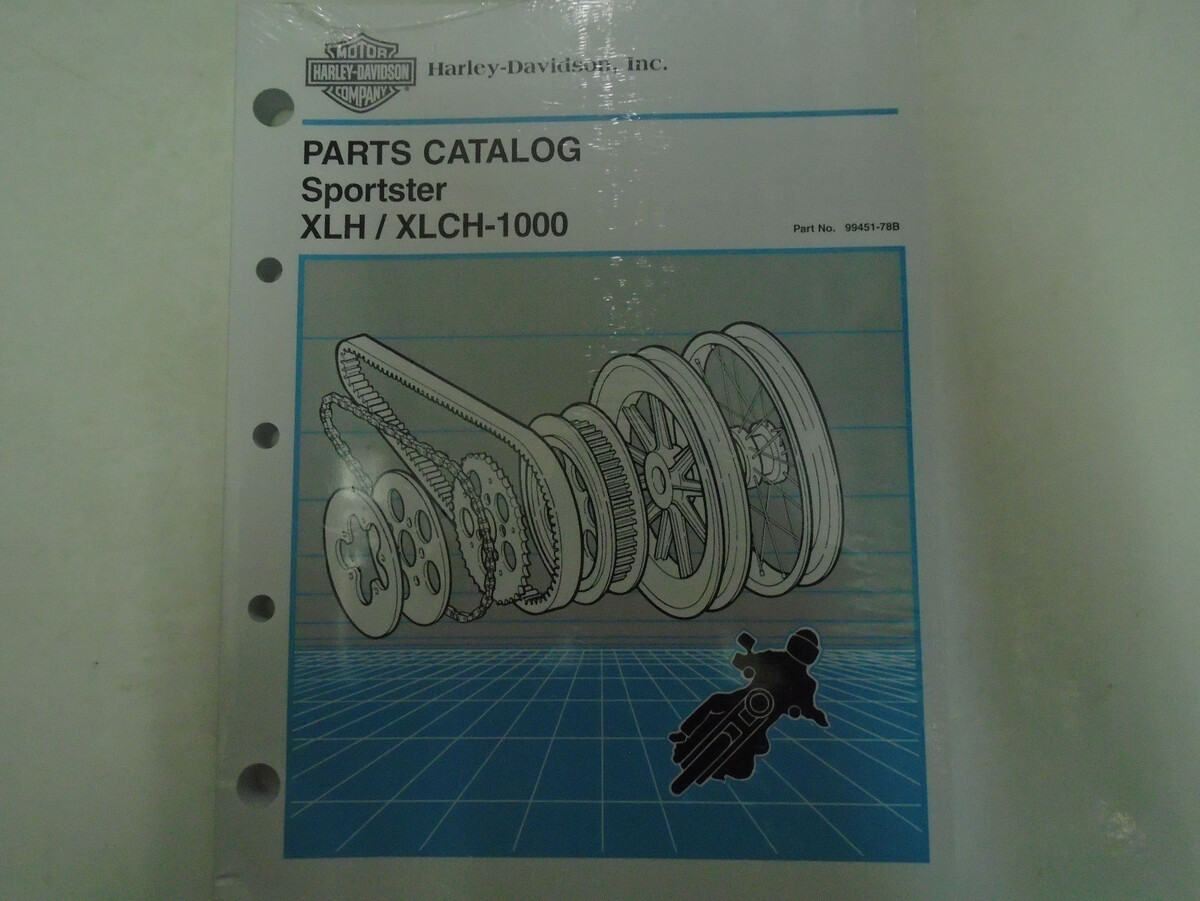 MOTOR
HARLEY-DAVIDSON
COMPANY
Harley-Davidson, Inc.
PARTS CATALOG
Sportster
XLH / XLCH-1000
Part No. 99451-78B